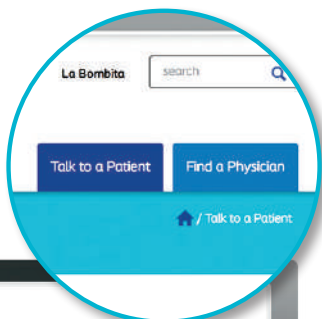 La Bombita search
Talk to a Patient Find a Physician
/ Talk to a Patient